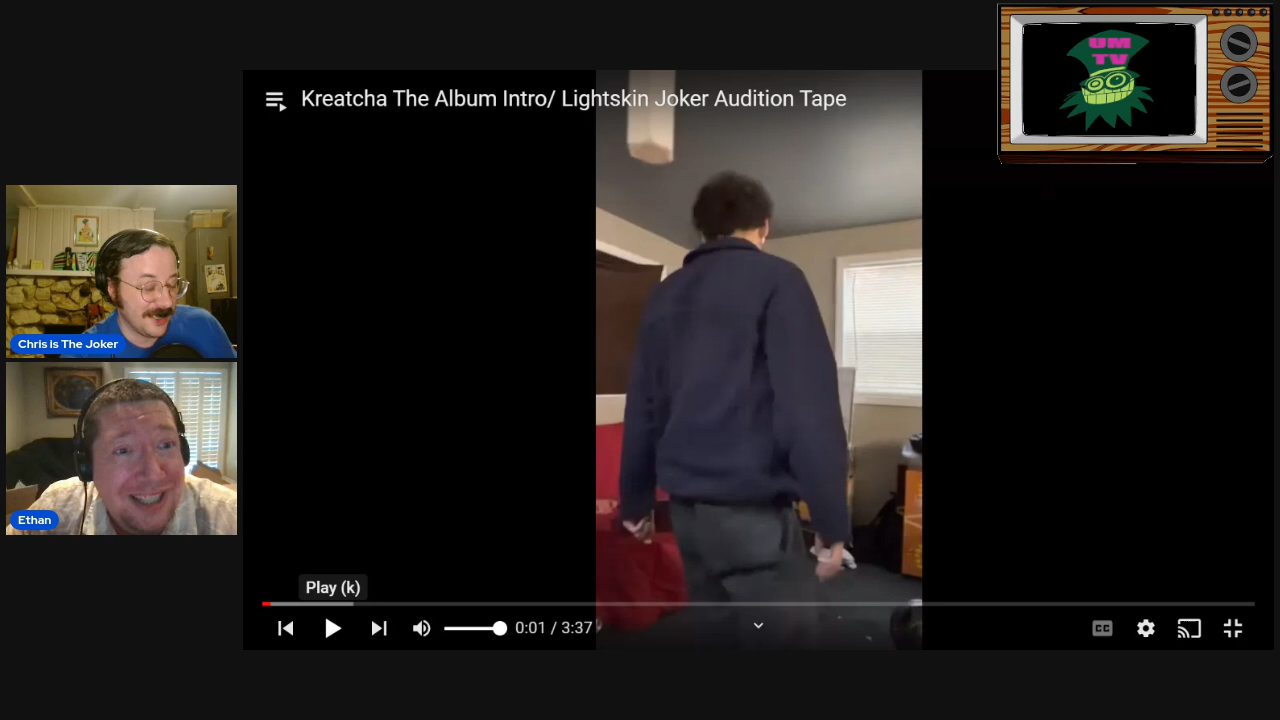 UM
TV
Kreatcha The Album Intro/ Lightskin Joker Audition Tape
Chris is The Joker
Ethan
Play (k)
0:01 / 3:37
CC